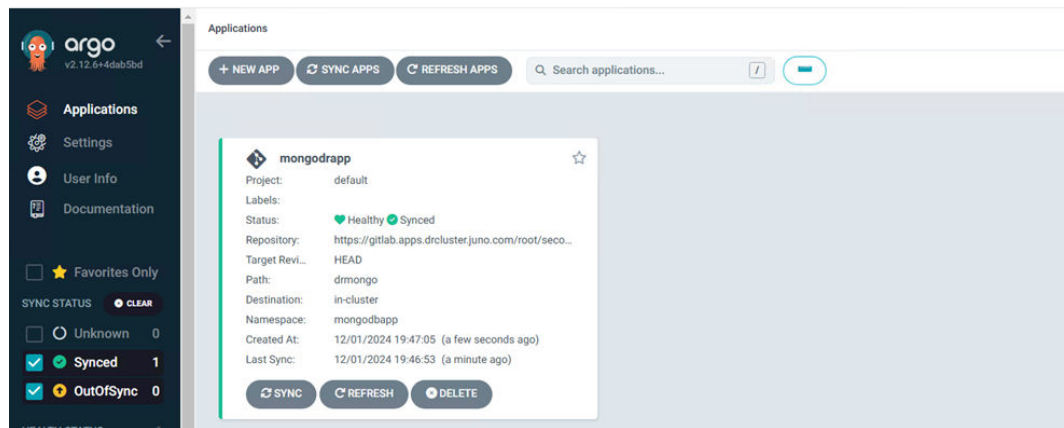 argo
v2.12.6+4dab5bd
Applications
Settings
User Info
Documentation
Favorites Only
SYNC STATUS CLEAR
Unknown 0
Synced 1
OutOfSync 0
Applications
+ NEW APP SYNC APPS REFRESH APPS Search applications... /
mongodrapp
Project: default
Labels:
Status: Healthy Synced
Repository: https://gitlab.apps.drcluster.juno.com/root/seco...
Target Revi... HEAD
Path: drmongo
Destination: in-cluster
Namespace: mongodbapp
Created At: 12/01/2024 19:47:05 (a few seconds ago)
Last Sync: 12/01/2024 19:46:53 (a minute ago)
SYNC REFRESH DELETE